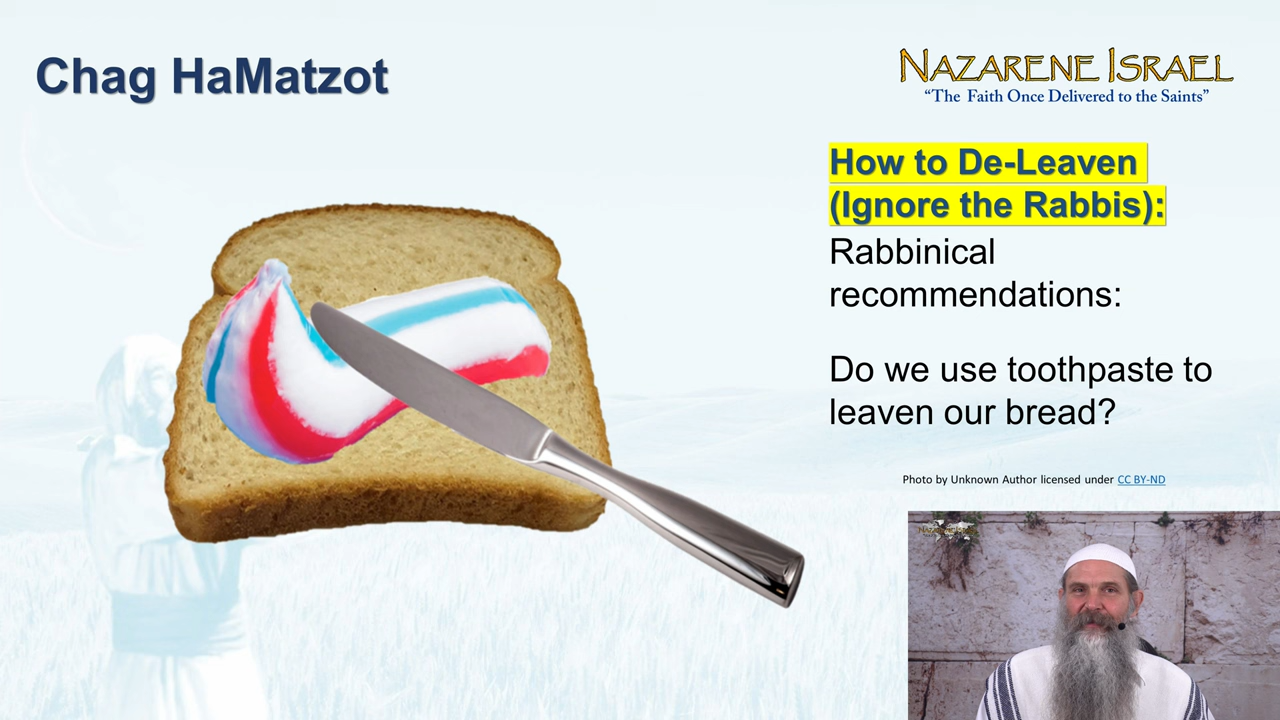 Chag HaMatzot
NAZARENE ISRAEL
“The Faith Once Delivered to the Saints”
How to De-Leaven
(Ignore the Rabbis):
Rabbinical
recommendations:
Do we use toothpaste to
leaven our bread?
Photo by Unknown Author licensed under CC BY-ND